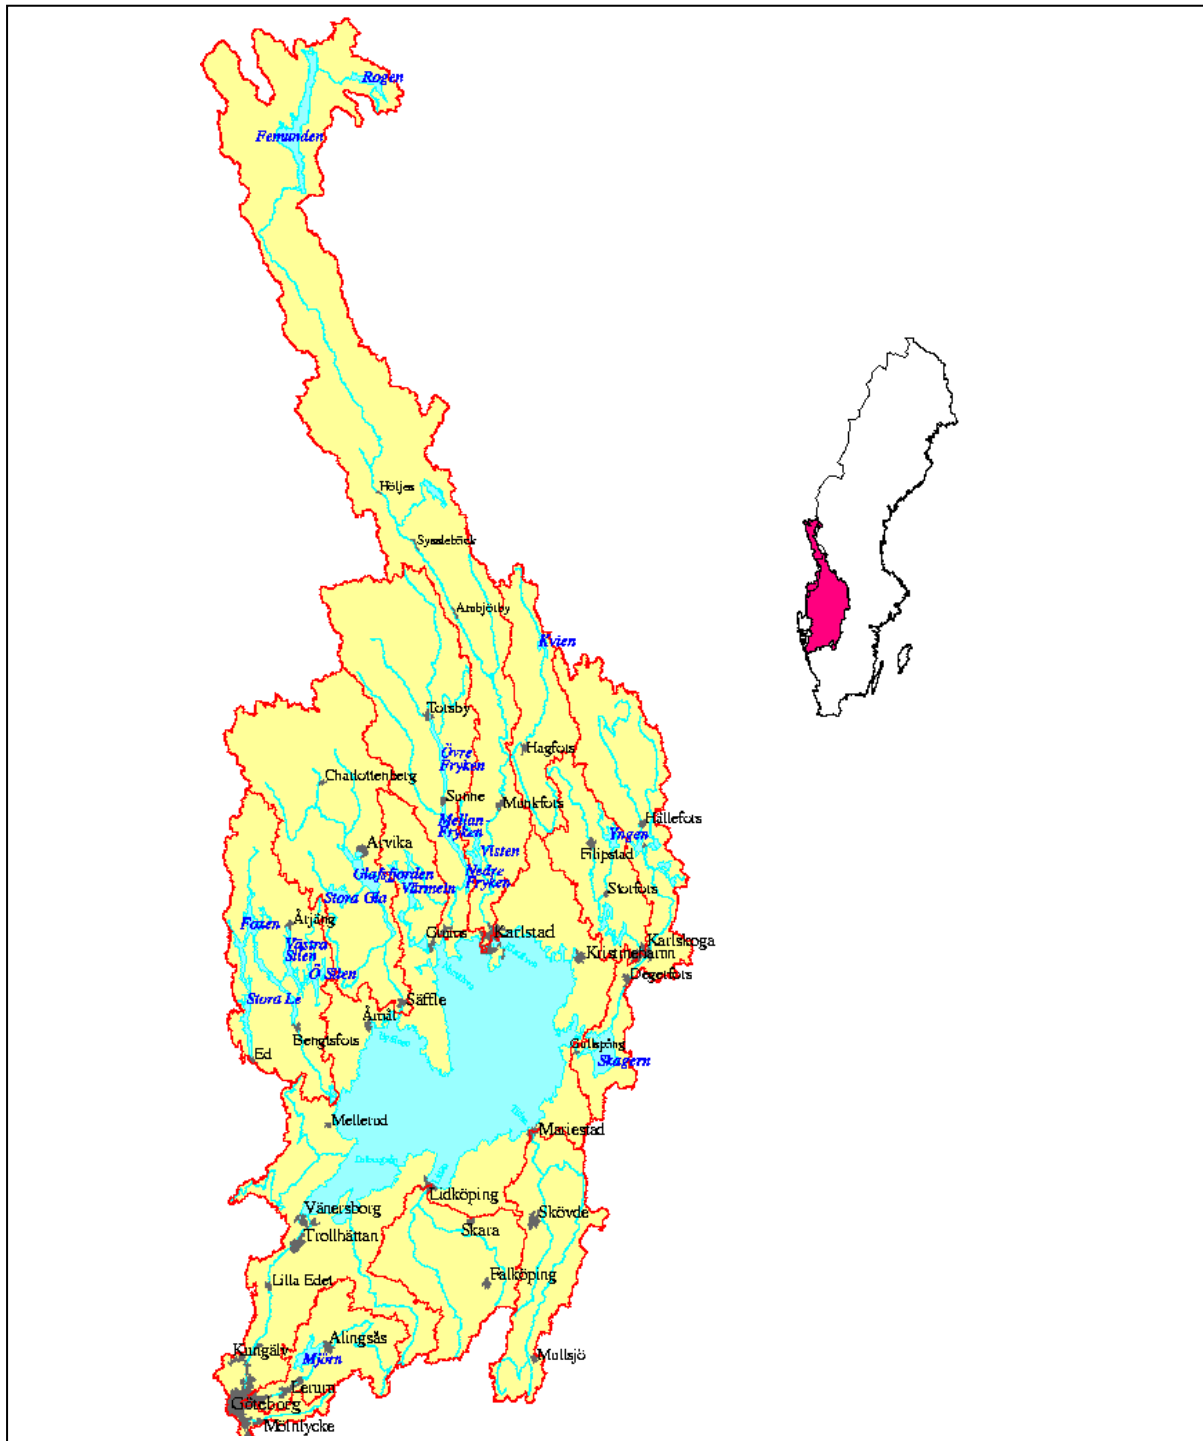 Rogen
Femunden
Höljes
Sysslebäck
Ambjörby
Kvien
Torsby
Övre
Fryken
Hagfors
Charlottenberg
Sunne
Munkfors
Mellan-
Fryken
Hällefors
Yngen
Arvika
Visten
Filipstad
Glafsfjorden
Värmeln
Nedre
Fryken
Stora Gla
Storfors
Foxen
Årjäng
Västra
Silen
Grums
Karlstad
Karlskoga
Kristinehamn
Ö Silen
Degerfors
Stora Le
Säffle
Åmål
Bengtsfors
Gullspång
Ed
Skagern
Mellerud
Mariestad
Lidköping
Vänersborg
Skövde
Skara
Trollhättan
Lilla Edet
Falköping
Alingsås
Kungälv
Mjörn
Mullsjö
Lerum
Göteborg
Mölnlycke